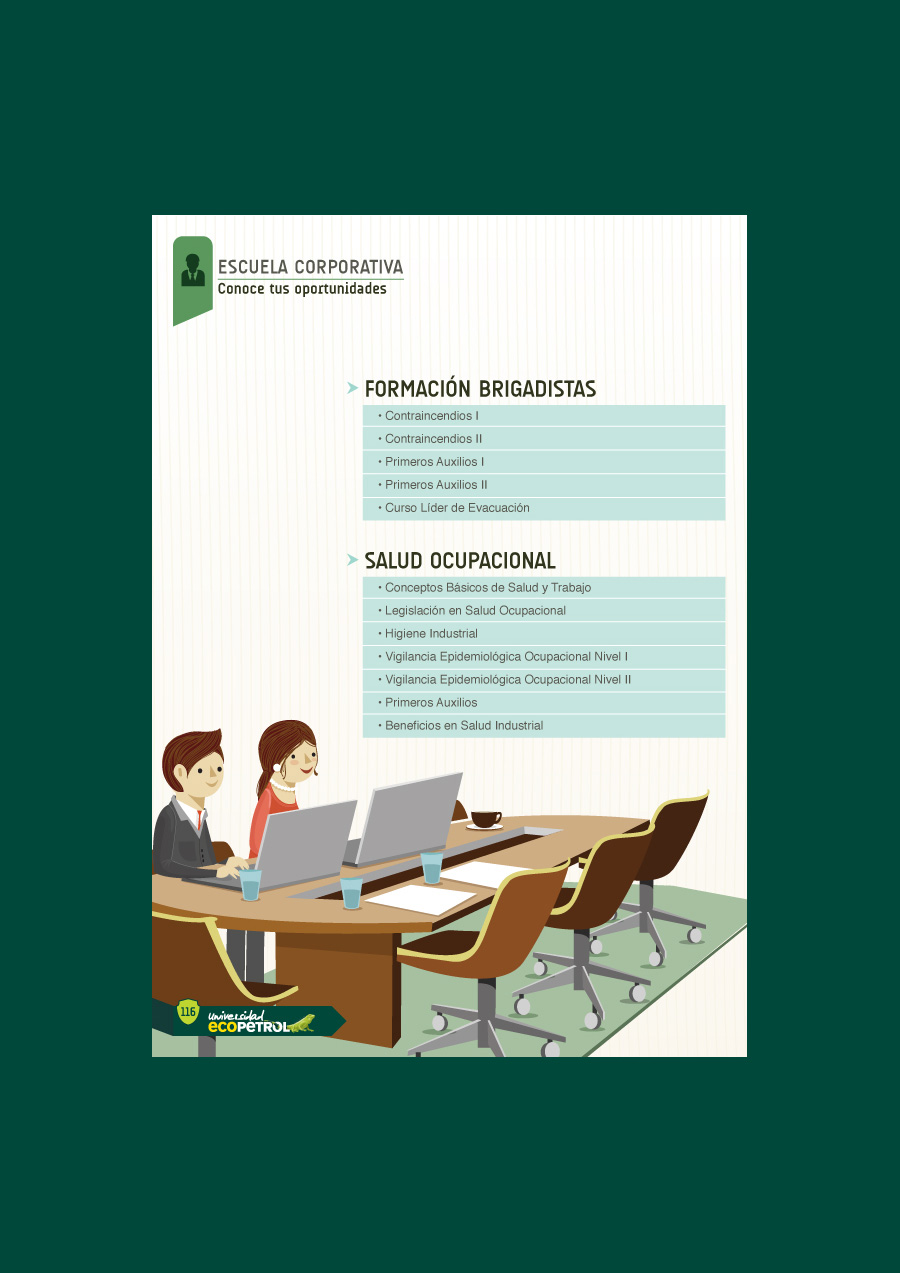 ESCUELA CORPORATIVA
Conoce tus oportunidades
FORMACIÓN BRIGADISTAS
• Contraincendios I
• Contraincendios II
• Primeros Auxilios I
• Primeros Auxilios II
• Curso Líder de Evacuación
SALUD OCUPACIONAL
• Conceptos Básicos de Salud y Trabajo
• Legislación en Salud Ocupacional
• Higiene Industrial
• Vigilancia Epidemiológica Ocupacional Nivel I
• Vigilancia Epidemiológica Ocupacional Nivel II
• Primeros Auxilios
• Beneficios en Salud Industrial
116
Universidad
ECOPETROL